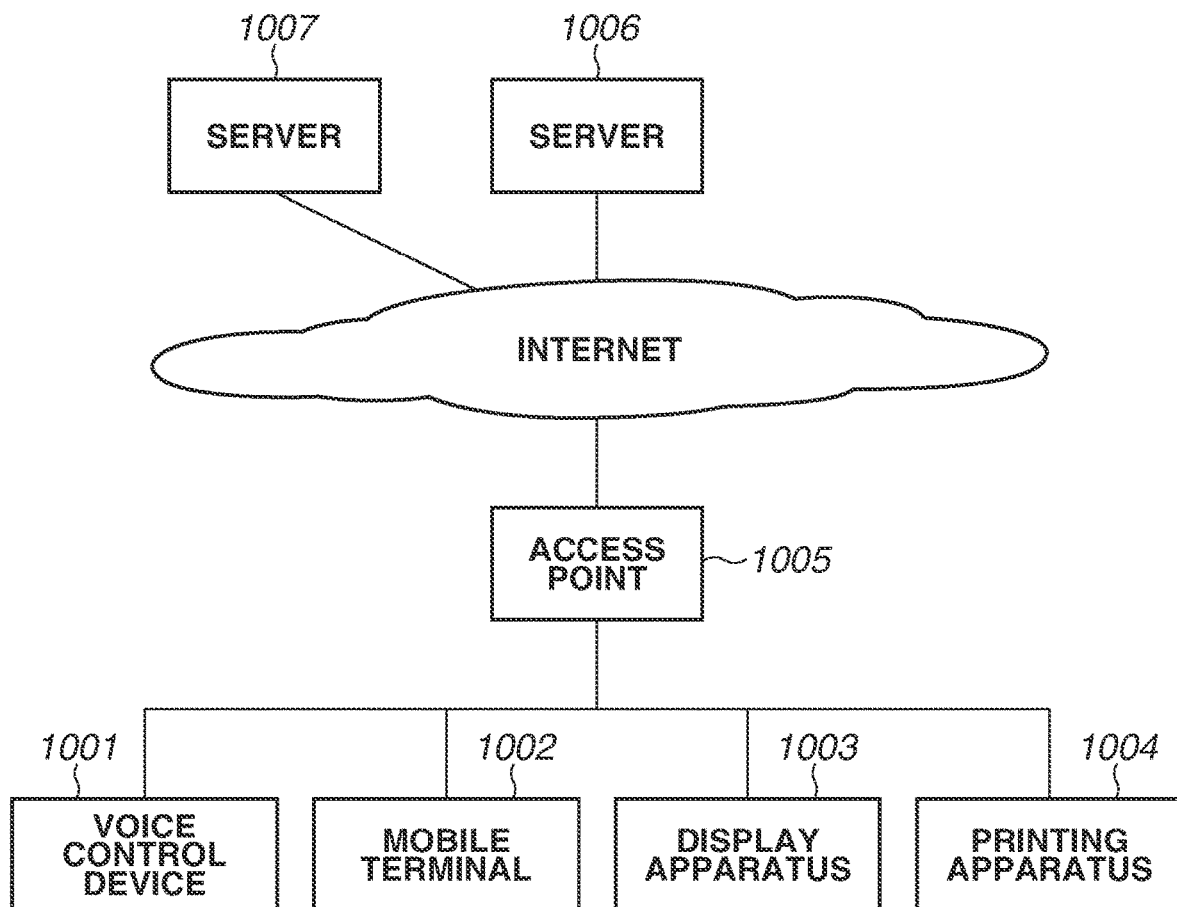 1007
1006
SERVER
SERVER
INTERNET
ACCESS
POINT
1005
1001
1002
1003
1004
VOICE
CONTROL
DEVICE
MOBILE
TERMINAL
DISPLAY
APPARATUS
PRINTING
APPARATUS